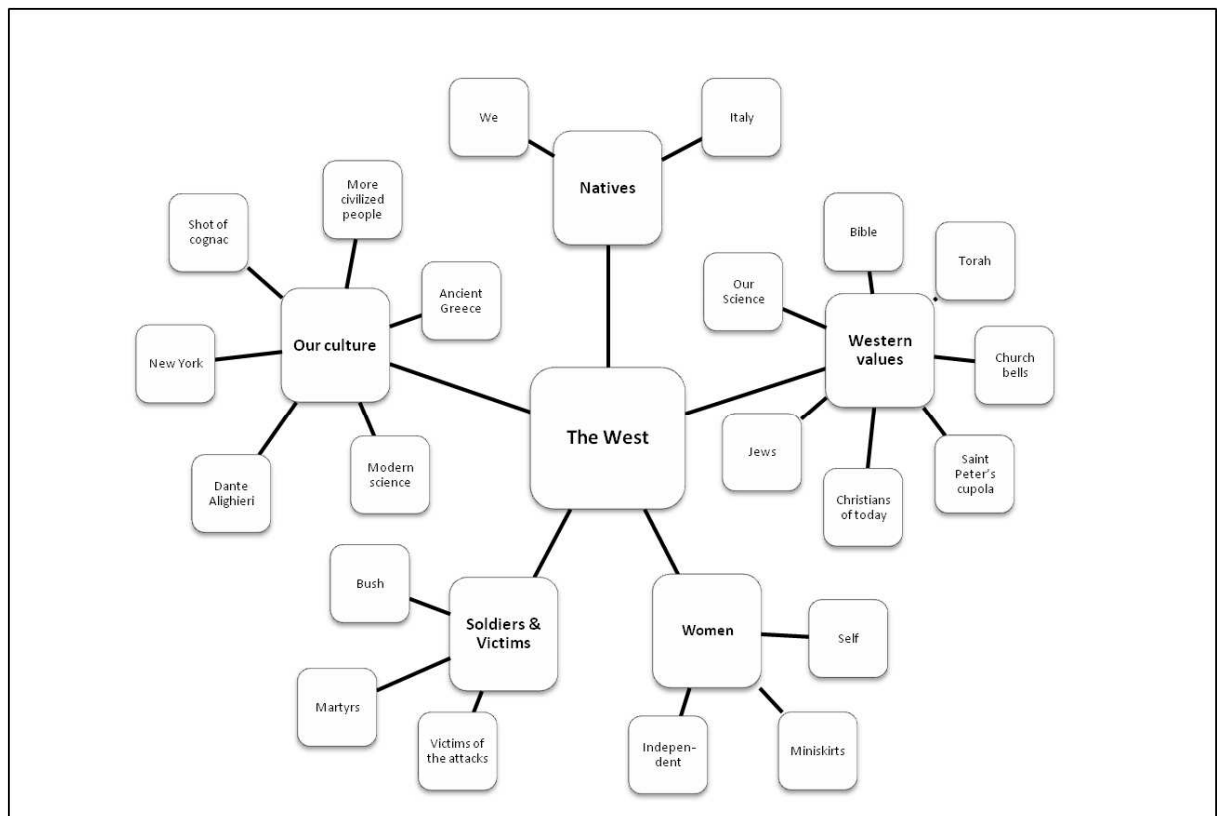 We
Italy
Natives
More
civilized
people
Shot of
cognac
Ancient
Greece
Our culture
New York
Dante
Alighieri
Modern
science
Bible
Torah
Our
Science
Western
values
Church
bells
Jews
Christians
of today
Saint
Peter's
cupola
The West
Bush
Soldiers &
Victims
Martyrs
Victims of
the attacks
Women
Self
Indepen-
dent
Miniskirts